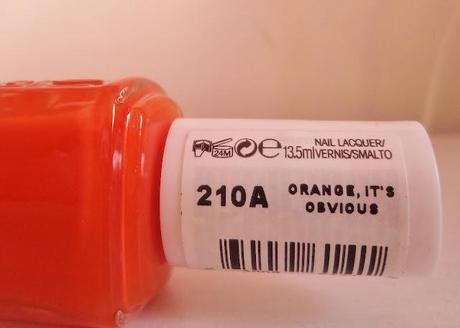 24M e 13.5ml NAIL LACQUER/
VERNIS/SMALTO
210A ORANGE, IT'S
OBVIOUS